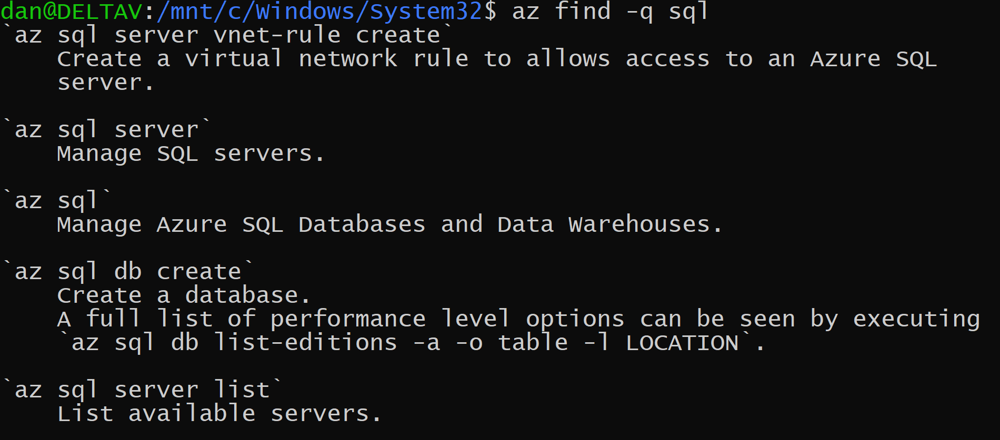 dan@DELTAV:/mnt/c/Windows/System32$ az find -q sql
`az sql server vnet-rule create`
    Create a virtual network rule to allows access to an Azure SQL
    server.

`az sql server`
    Manage SQL servers.

`az sql`
    Manage Azure SQL Databases and Data Warehouses.

`az sql db create`
    Create a database.
    A full list of performance level options can be seen by executing
    `az sql db list-editions -a -o table -l LOCATION`.

`az sql server list`
    List available servers.